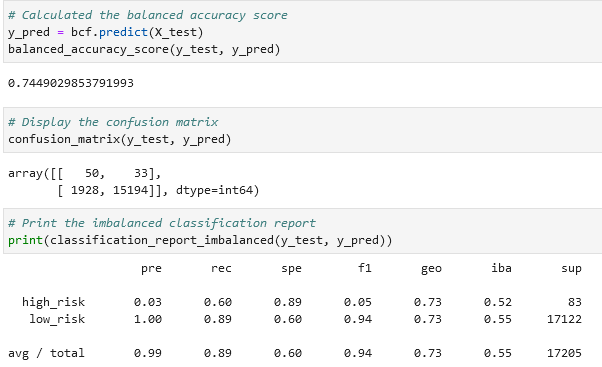 # Calculated the balanced accuracy score
y_pred = bcf.predict(X_test)
balanced_accuracy_score(y_test, y_pred)
0.7449029853791993
# Display the confusion matrix
confusion_matrix(y_test, y_pred)
array([[   50,    33],
       [ 1928, 15194]], dtype=int64)
# Print the imbalanced classification report
print(classification_report_imbalanced(y_test, y_pred))
                   pre       rec       spe        f1       geo       iba       sup
  high_risk       0.03      0.60      0.89      0.05      0.73      0.52        83
   low_risk       1.00      0.89      0.60      0.94      0.73      0.55     17122
avg / total       0.99      0.89      0.60      0.94      0.73      0.55     17205